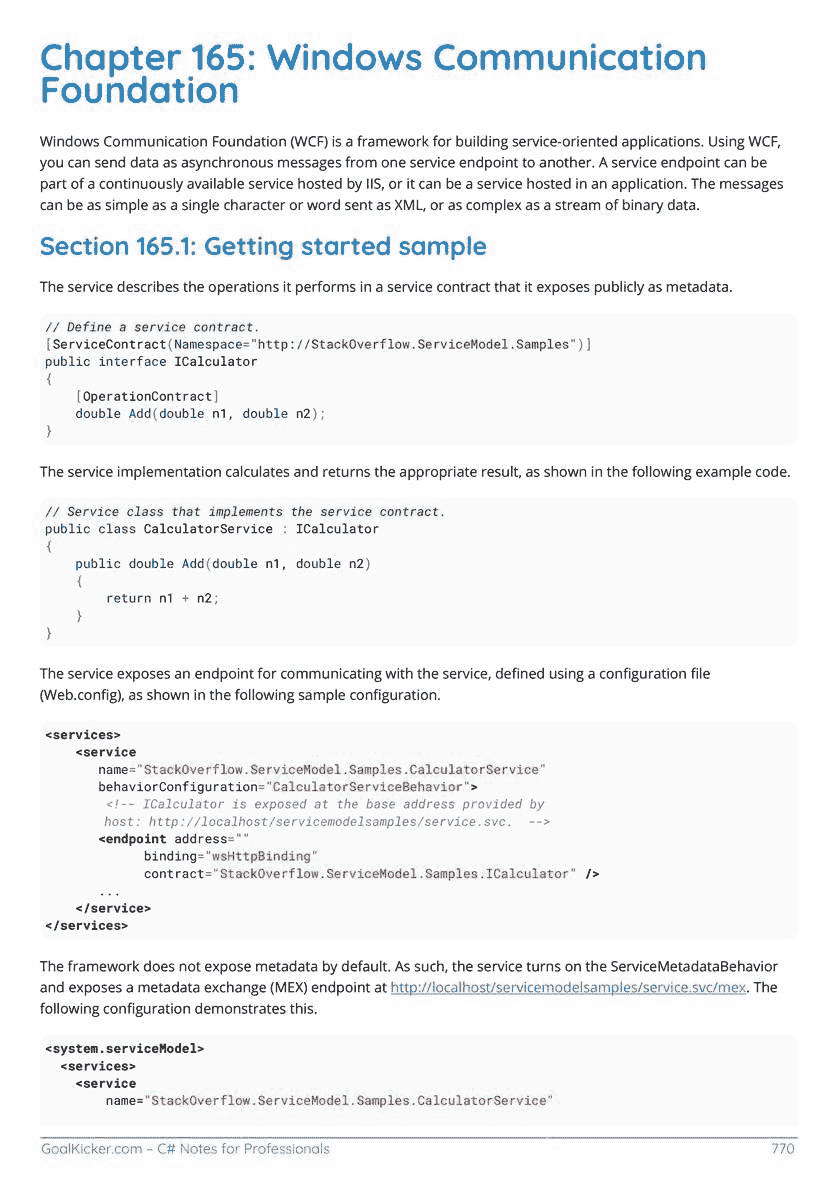 Chapter 165: Windows Communication
Foundation
Windows Communication Foundation (WCF) is a framework for building service-oriented applications. Using WCF,
you can send data as asynchronous messages from one service endpoint to another. A service endpoint can be
part of a continuously available service hosted by IIS, or it can be a service hosted in an application. The messages
can be as simple as a single character or word sent as XML, or as complex as a stream of binary data.
Section 165.1: Getting started sample
The service describes the operations it performs in a service contract that it exposes publicly as metadata.
// Define a service contract.
[ServiceContract(Namespace="http://StackOverflow.ServiceModel.Samples")]
public interface ICalculator
{
    [OperationContract]
    double Add(double n1, double n2);
}
The service implementation calculates and returns the appropriate result, as shown in the following example code.
// Service class that implements the service contract.
public class CalculatorService : ICalculator
{
    public double Add(double n1, double n2)
    {
        return n1 + n2;
    }
}
The service exposes an endpoint for communicating with the service, defined using a configuration file
(Web.config), as shown in the following sample configuration.
<services>
    <service
       name="StackOverflow.ServiceModel.Samples.CalculatorService"
       behaviorConfiguration="CalculatorServiceBehavior">
        <!-- ICalculator is exposed at the base address provided by
        host: http://localhost/servicemodelsamples/service.svc.  -->
       <endpoint address=""
             binding="wsHttpBinding"
             contract="StackOverflow.ServiceModel.Samples.ICalculator" />
       ...
    </service>
</services>
The framework does not expose metadata by default. As such, the service turns on the ServiceMetadataBehavior
and exposes a metadata exchange (MEX) endpoint at http://localhost/servicemodelsamples/service.svc/mex. The
following configuration demonstrates this.
<system.serviceModel>
  <services>
    <service
        name="StackOverflow.ServiceModel.Samples.CalculatorService"
GoalKicker.com – C# Notes for Professionals
770